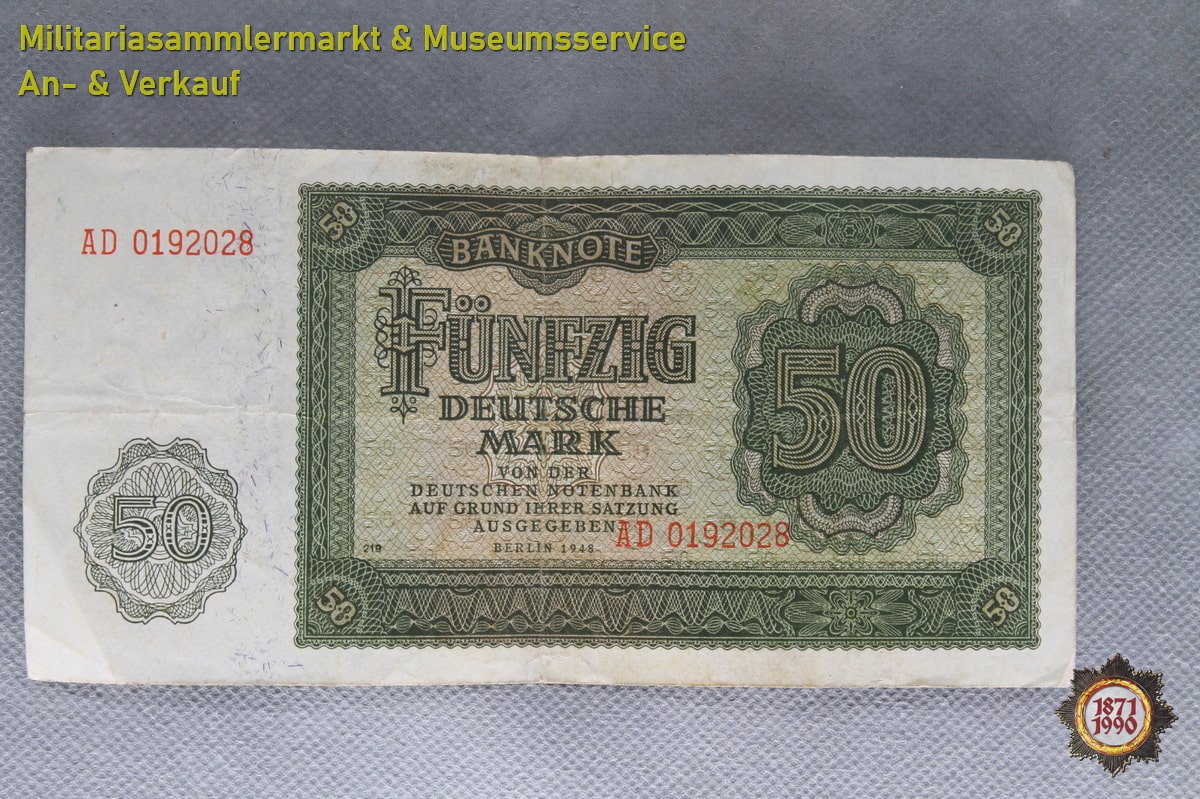 Militariasammlermarkt & Museumsservice
An- & Verkauf
AD 0192028
50
50
BANKNOTE
FÜNFZIG
50
DEUTSCHE
MARK
VON DER
DEUTSCHEN NOTENBANK
AUF GRUND IHRER SATZUNG
AUSGEGEBEN
AD 0192028
219
BERLIN 1948
50
50
50
1871
1990